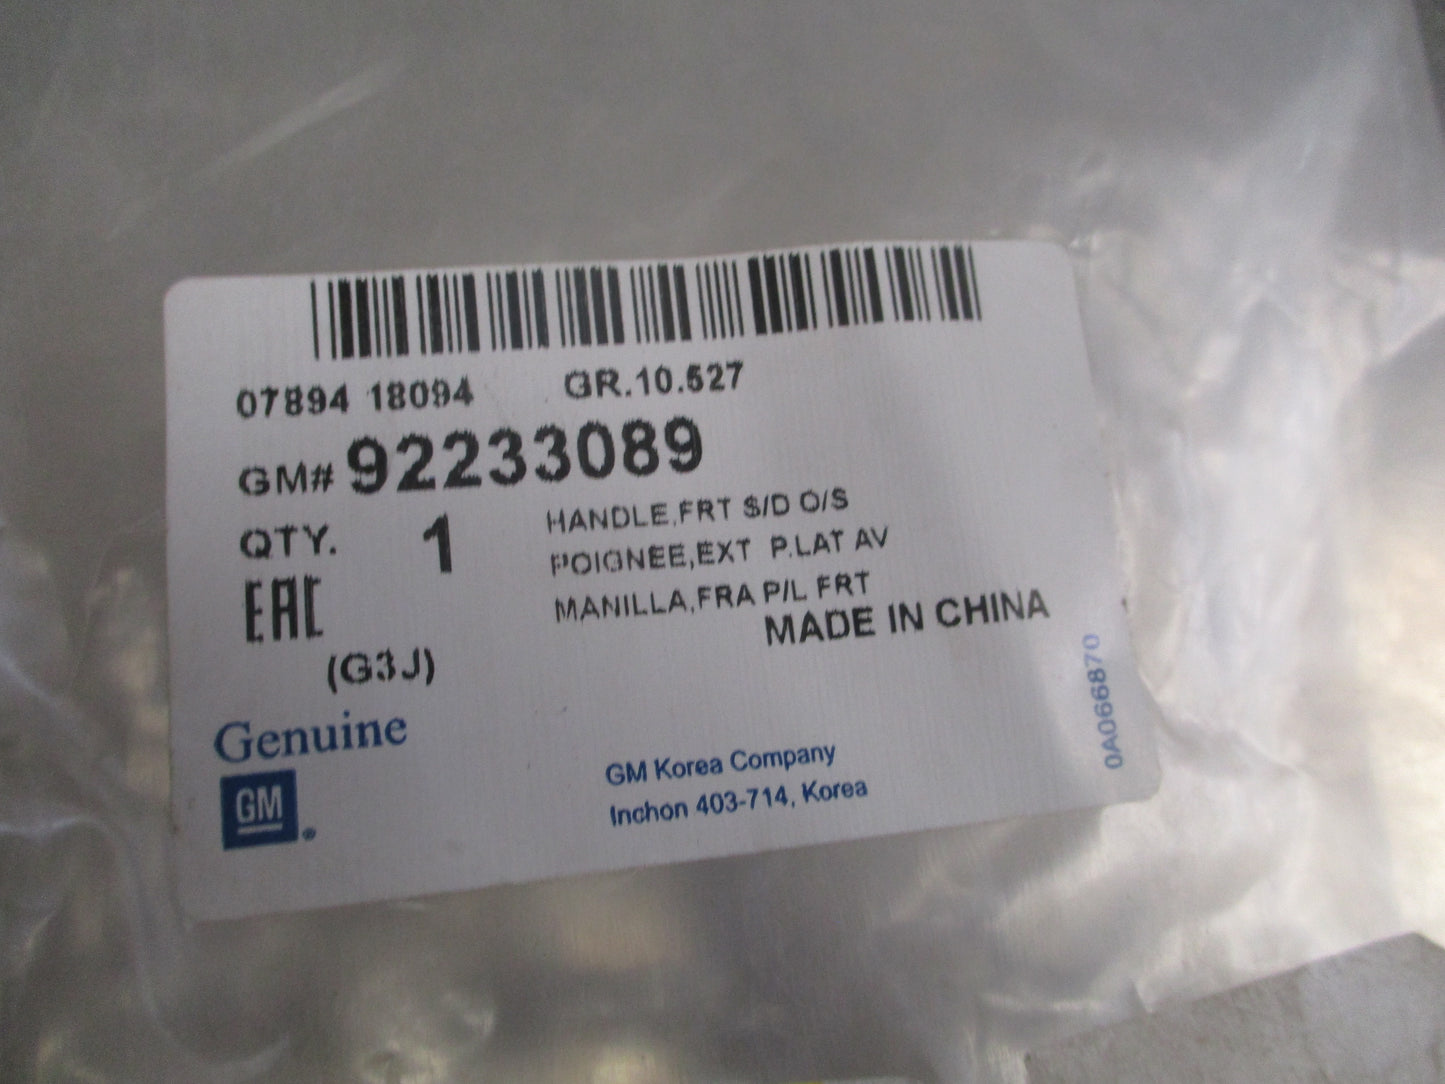 07894 18094 GR.10.527
GM# 92233089
QTY. 1
HANDLE,FRT S/D O/S
POIGNEE,EXT P.LAT AV
MANILLA,FRA P/L FRT
EAC
MADE IN CHINA
(G3J)
Genuine
GM
®
GM Korea Company
Inchon 403-714, Korea
0A066870